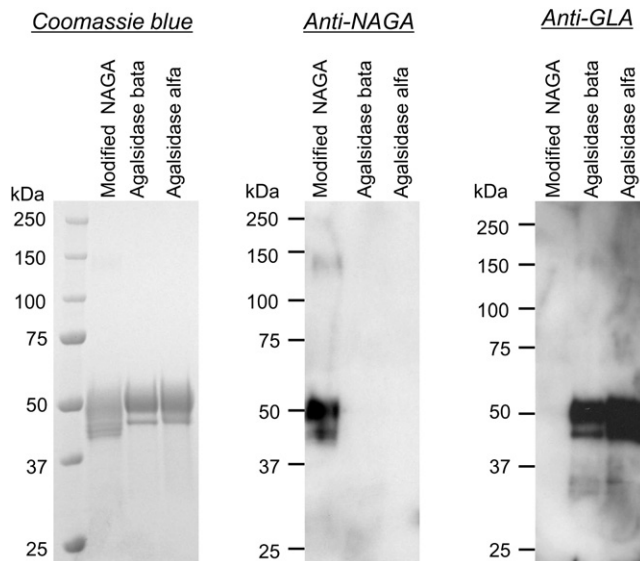 Coomassie blue
Modified NAGA
Agalsidase bata
Agalsidase alfa
kDa
250
150
100
75
50
37
25
Anti-NAGA
Modified NAGA
Agalsidase bata
Agalsidase alfa
kDa
250
150
100
75
50
37
25
Anti-GLA
Modified NAGA
Agalsidase bata
Agalsidase alfa
kDa
250
150
100
75
50
37
25